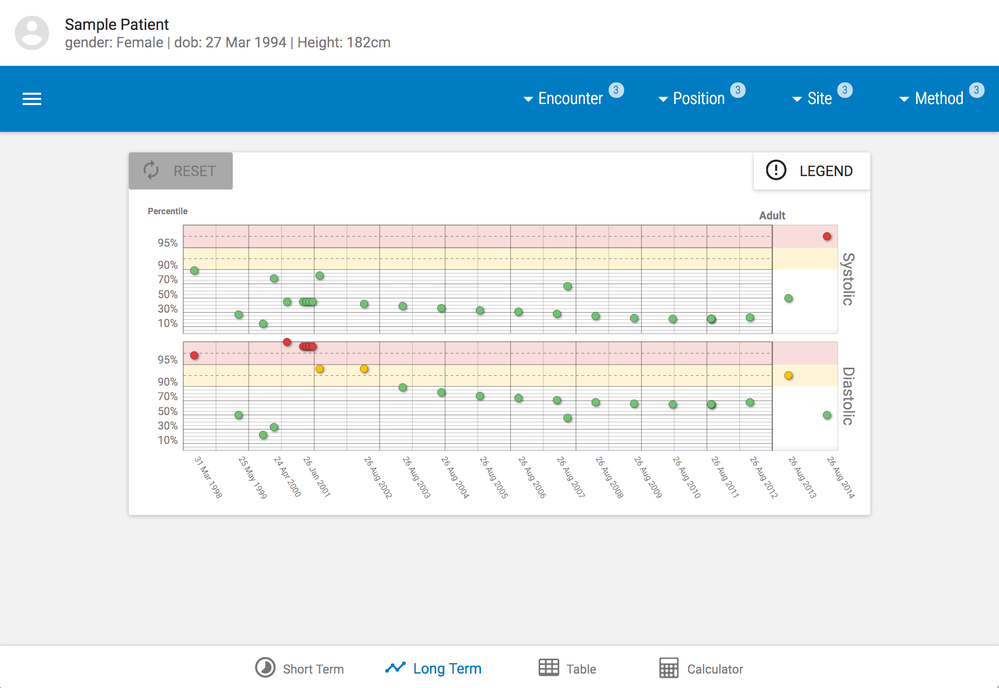 Sample Patient
gender: Female | dob: 27 Mar 1994 | Height: 182cm
Encounter 3
Position 3
Site 3
Method 3
RESET
LEGEND
Percentile
Adult
95%
90%
70%
50%
30%
10%
Systolic
95%
90%
70%
50%
30%
10%
Diastolic
31 Mar 1998
25 May 1999
24 Apr 2000
26 Jan 2001
26 Aug 2002
26 Aug 2003
26 Aug 2004
26 Aug 2005
26 Aug 2006
26 Aug 2007
26 Aug 2008
26 Aug 2009
26 Aug 2010
26 Aug 2011
26 Aug 2012
26 Aug 2013
26 Aug 2014
Short Term
Long Term
Table
Calculator